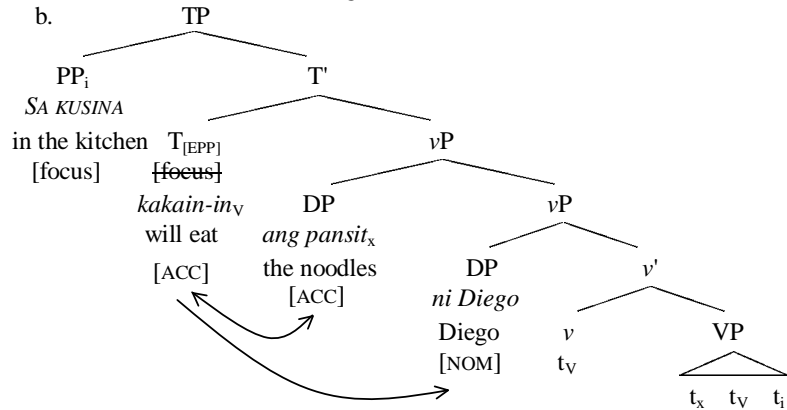 b. TP
PPᵢ T'
SA KUSINA
in the kitchen T[EPP] vP
[focus] [focus]
kakain-inV DP vP
will eat ang pansitₓ
the noodles DP v'
[ACC] [ACC] ni Diego
Diego v VP
[NOM] tV
tₓ tV tᵢ